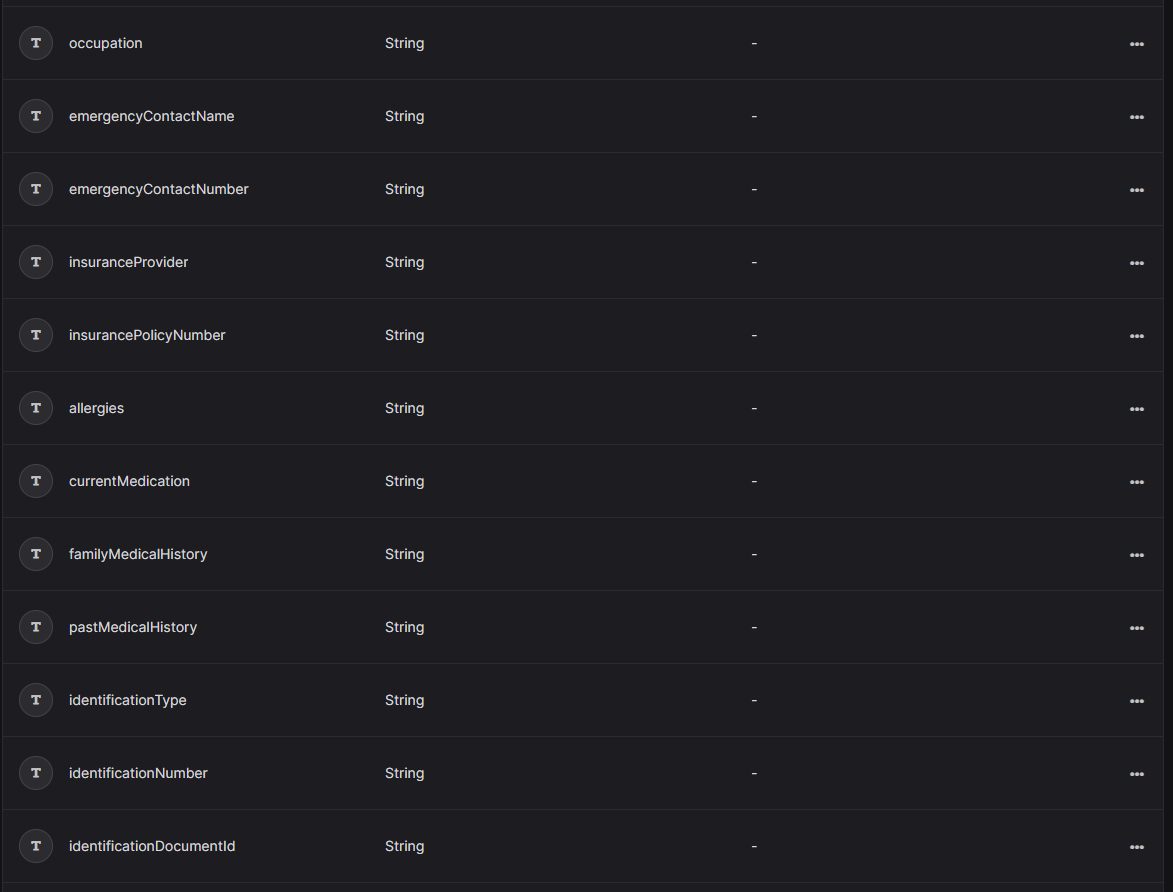 T occupation String - •••
T emergencyContactName String - •••
T emergencyContactNumber String - •••
T insuranceProvider String - •••
T insurancePolicyNumber String - •••
T allergies String - •••
T currentMedication String - •••
T familyMedicalHistory String - •••
T pastMedicalHistory String - •••
T identificationType String - •••
T identificationNumber String - •••
T identificationDocumentId String - •••